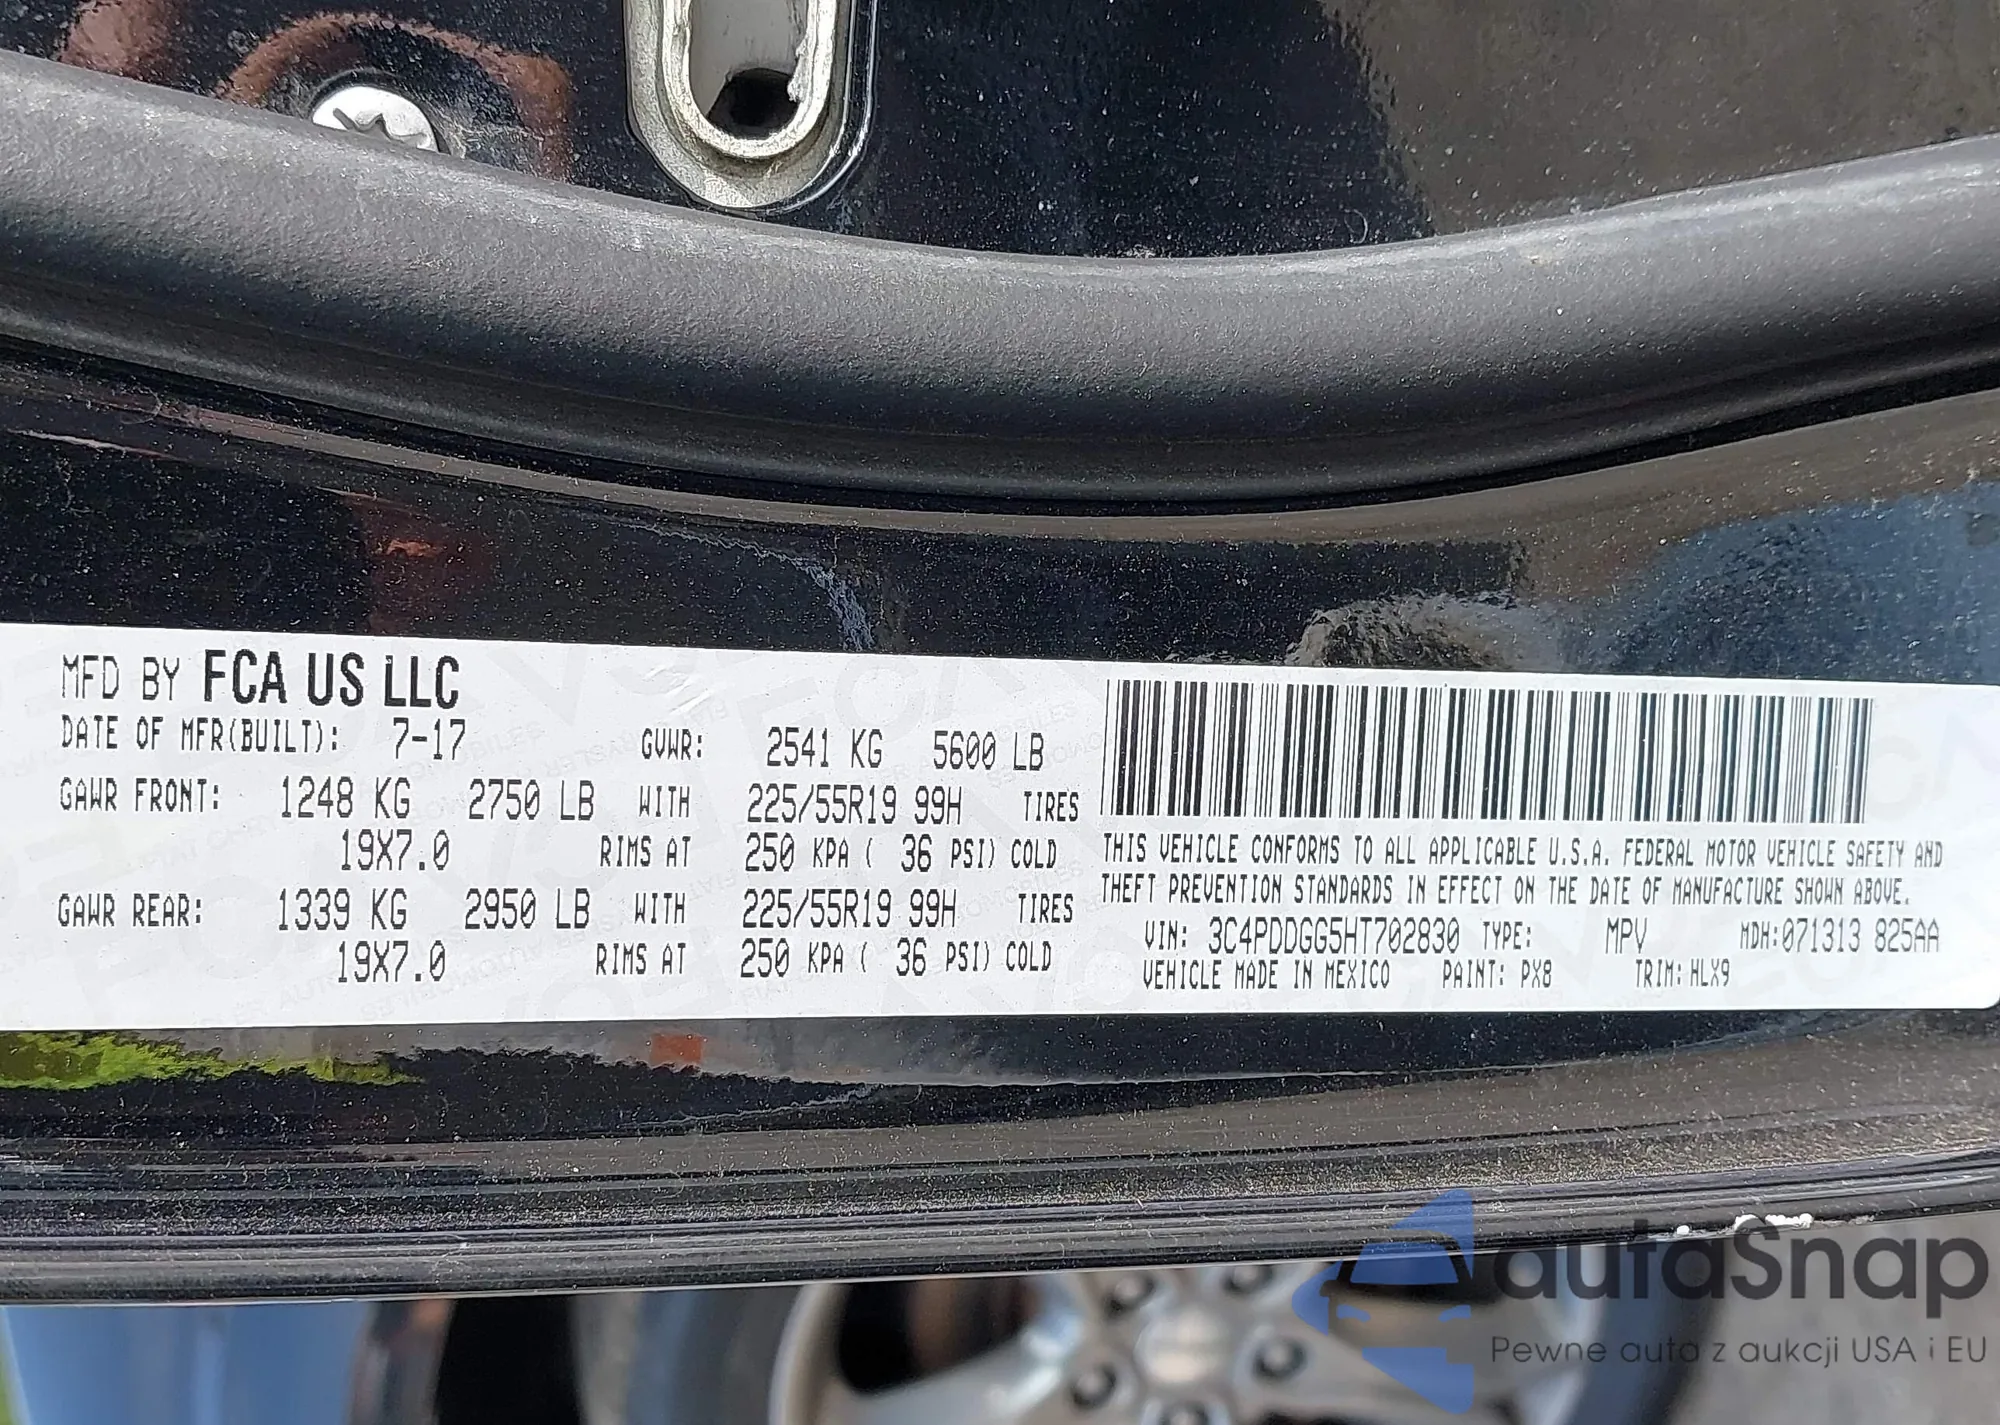 MFD BY FCA US LLC
DATE OF MFR(BUILT): 7-17 GVWR: 2541 KG 5600 LB
GAWR FRONT: 1248 KG 2750 LB WITH 225/55R19 99H TIRES
19X7.0 RIMS AT 250 KPA ( 36 PSI) COLD
GAWR REAR: 1339 KG 2950 LB WITH 225/55R19 99H TIRES
19X7.0 RIMS AT 250 KPA ( 36 PSI) COLD
THIS VEHICLE CONFORMS TO ALL APPLICABLE U.S.A. FEDERAL MOTOR VEHICLE SAFETY AND
THEFT PREVENTION STANDARDS IN EFFECT ON THE DATE OF MANUFACTURE SHOWN ABOVE.
VIN: 3C4PDDGG5HT702830 TYPE: MPV MDH:071313 825AA
VEHICLE MADE IN MEXICO PAINT: PX8 TRIM:HLX9
autaSnap
Pewne auta z aukcji USA i EU